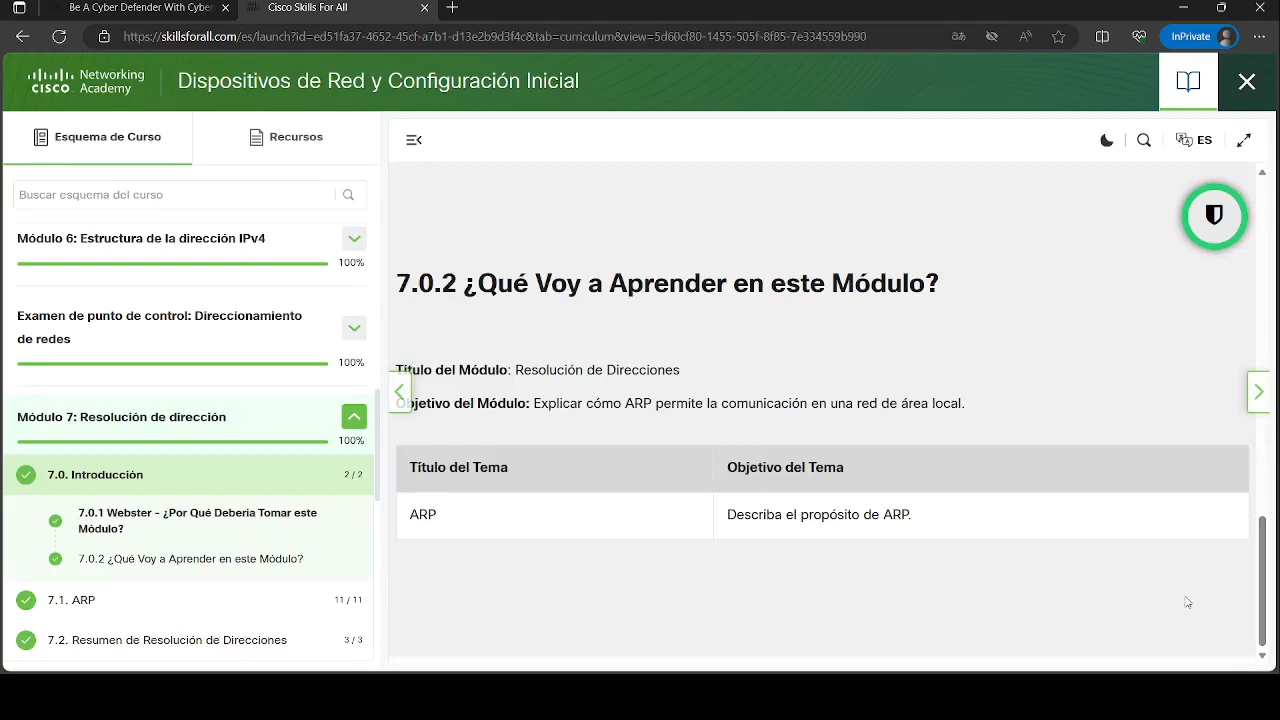 Be A Cyber Defender With Cyber
Cisco Skills For All
https://skillsforall.com/es/launch?id=ed51fa37-4652-45cf-a7b1-d13e2b9d3f4c&tab=curriculum&view=5d60cf80-1455-505f-8f85-7e334559b990
InPrivate
CISCO Networking Academy
Dispositivos de Red y Configuración Inicial
Esquema de Curso
Recursos
ES
Buscar esquema del curso
Módulo 6: Estructura de la dirección IPv4
100%
Examen de punto de control: Direccionamiento
de redes
100%
Módulo 7: Resolución de dirección
100%
7.0. Introducción 2 / 2
7.0.1 Webster - ¿Por Qué Debería Tomar este
Módulo?
7.0.2 ¿Qué Voy a Aprender en este Módulo?
7.1. ARP 11 / 11
7.2. Resumen de Resolución de Direcciones 3 / 3
7.0.2 ¿Qué Voy a Aprender en este Módulo?
Título del Módulo: Resolución de Direcciones
Objetivo del Módulo: Explicar cómo ARP permite la comunicación en una red de área local.
Título del Tema Objetivo del Tema
ARP Describa el propósito de ARP.